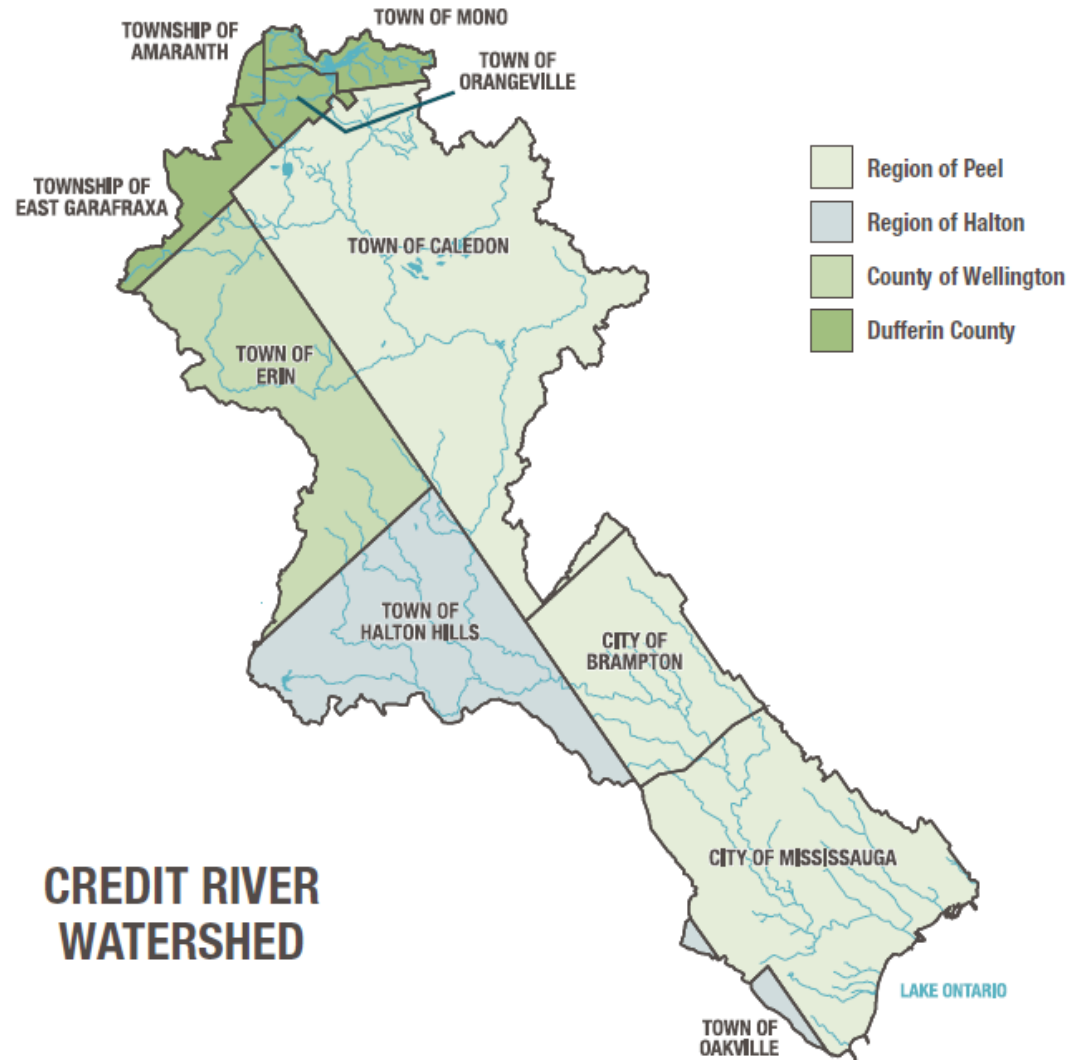 TOWN OF MONO
TOWNSHIP OF
AMARANTH
TOWN OF
ORANGEVILLE
TOWNSHIP OF
EAST GARAFRAXA
TOWN OF CALEDON
TOWN OF
ERIN
TOWN OF
HALTON HILLS
CITY OF
BRAMPTON
CITY OF MISSISSAUGA
TOWN OF
OAKVILLE
LAKE ONTARIO
Region of Peel
Region of Halton
County of Wellington
Dufferin County
CREDIT RIVER
WATERSHED